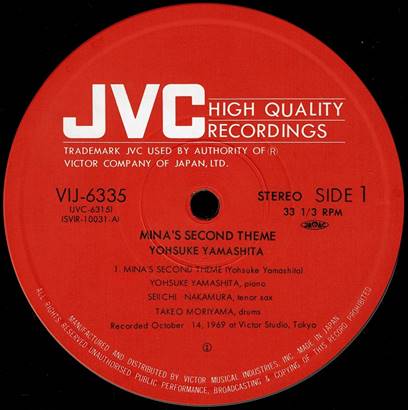 JVC HIGH QUALITY RECORDINGS
TRADEMARK JVC USED BY AUTHORITY OF Ⓡ
VICTOR COMPANY OF JAPAN, LTD.
VIJ-6335
(JVC-6315)
(SVIR-10031-A)
STEREO SIDE 1
33 1/3 RPM
MINA'S SECOND THEME
YOHSUKE YAMASHITA
1. MINA'S SECOND THEME (Yohsuke Yamashita)
YOHSUKE YAMASHITA, piano
SEIICHI NAKAMURA, tenor sax
TAKEO MORIYAMA, drums
Recorded October 14, 1969 at Victor Studio, Tokyo
MANUFACTURED AND DISTRIBUTED BY VICTOR MUSICAL INDUSTRIES, INC. MADE IN JAPAN
ALL RIGHTS RESERVED. UNAUTHORISED PUBLIC PERFORMANCE, BROADCASTING & COPYING OF THIS RECORD PROHIBITED